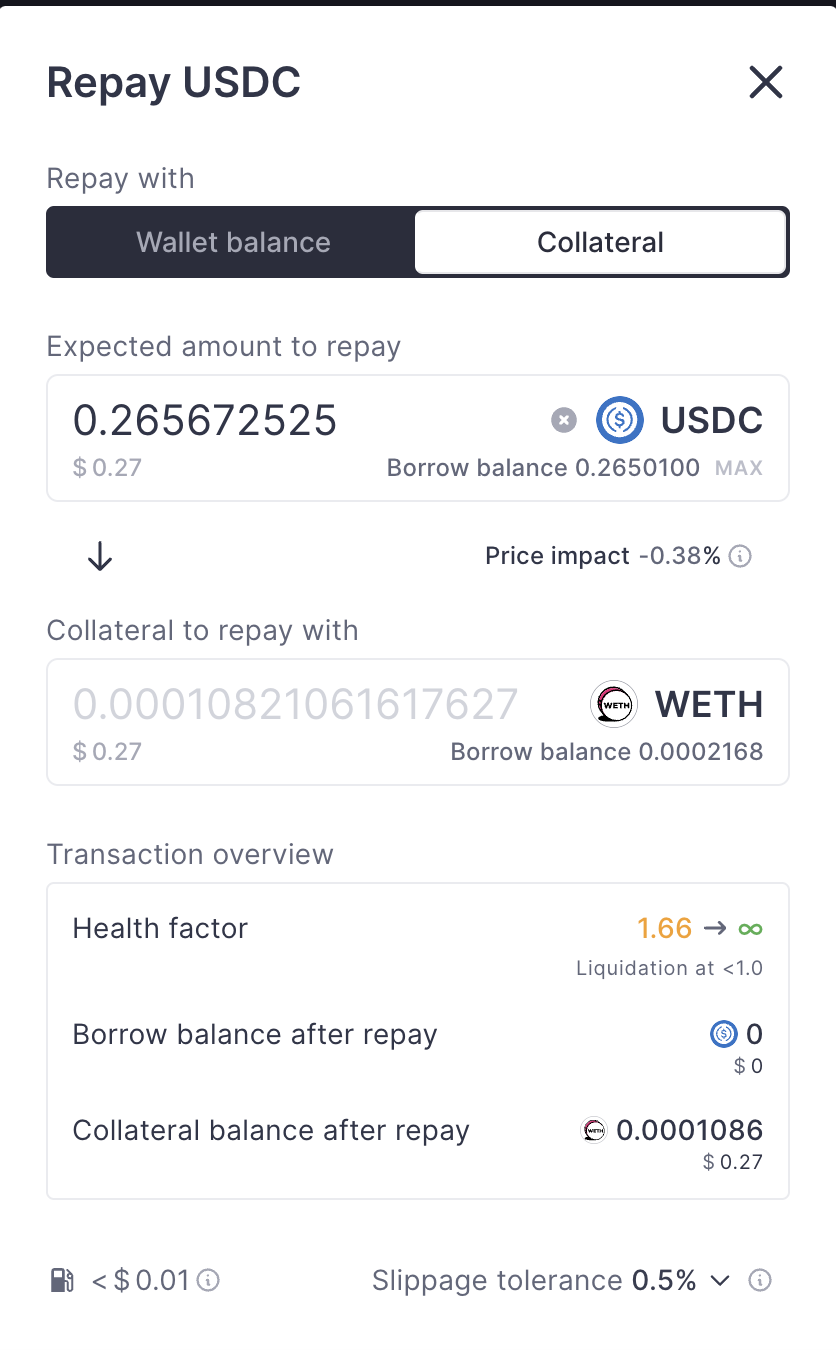 Repay USDC
Repay with
Wallet balance Collateral
Expected amount to repay
0.265672525 USDC
$ 0.27 Borrow balance 0.2650100 MAX
Price impact -0.38%
Collateral to repay with
0.00010821061617627 WETH WETH
$ 0.27 Borrow balance 0.0002168
Transaction overview
Health factor 1.66 → ∞
Liquidation at <1.0
Borrow balance after repay 0
$ 0
Collateral balance after repay WETH 0.0001086
$ 0.27
< $ 0.01 Slippage tolerance 0.5%